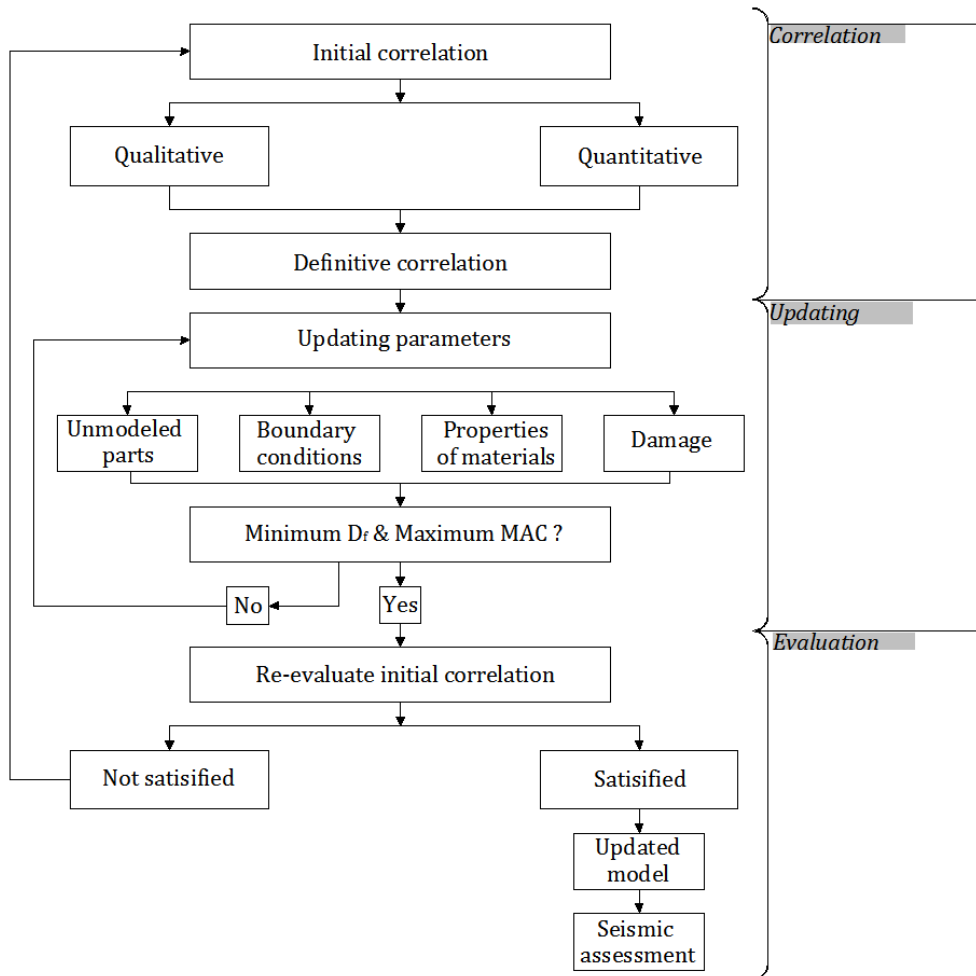 Correlation
Initial correlation
Qualitative
Quantitative
Definitive correlation
Updating
Updating parameters
Unmodeled
parts
Boundary
conditions
Properties
of materials
Damage
Minimum Df & Maximum MAC ?
No
Yes
Evaluation
Re-evaluate initial correlation
Not satisified
Satisified
Updated
model
Seismic
assessment